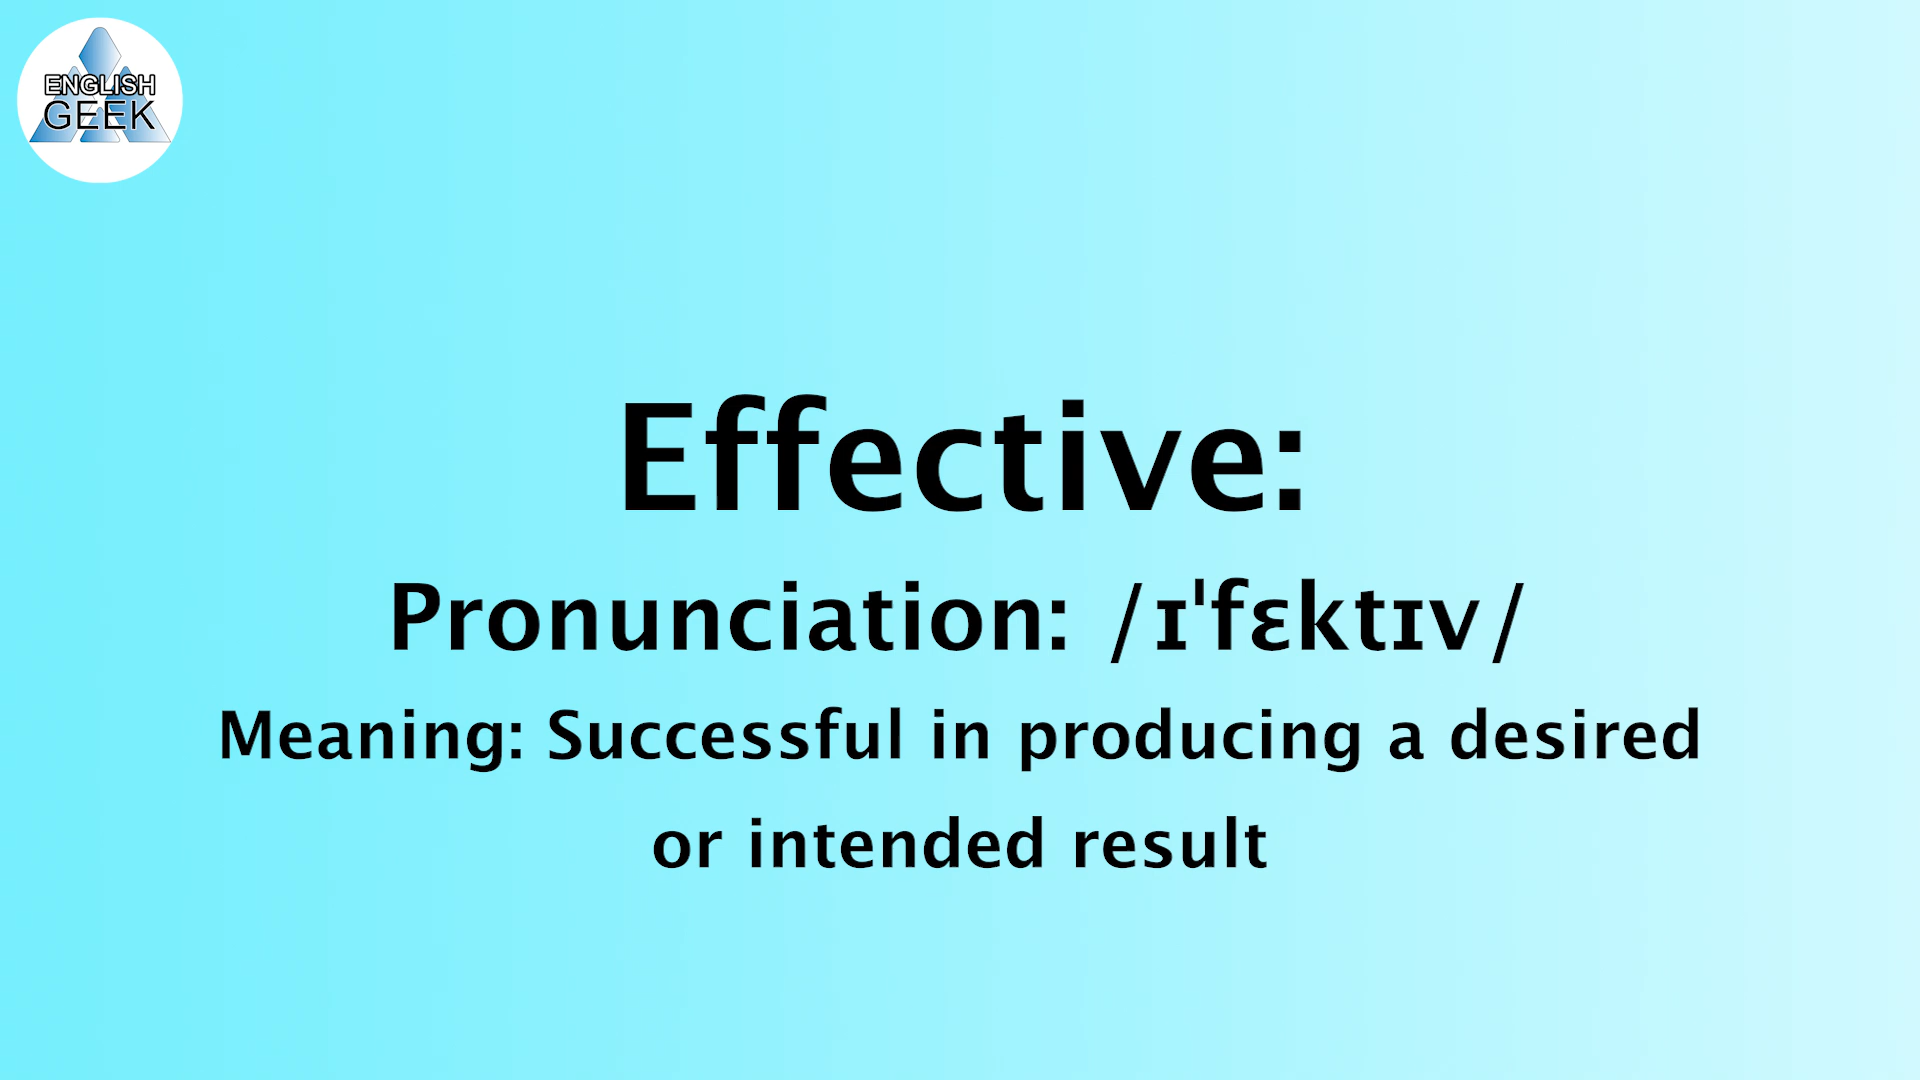 ENGLISH
GEEK
Effective:
Pronunciation: /ɪˈfɛktɪv/
Meaning: Successful in producing a desired
or intended result